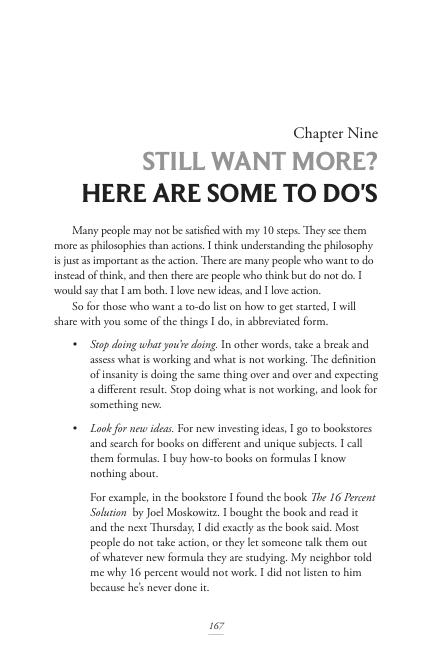 Chapter Nine
STILL WANT MORE?
HERE ARE SOME TO DO'S
Many people may not be satisfied with my 10 steps. They see them
more as philosophies than actions. I think understanding the philosophy
is just as important as the action. There are many people who want to do
instead of think, and then there are people who think but do not do. I
would say that I am both. I love new ideas, and I love action.
So for those who want a to-do list on how to get started, I will
share with you some of the things I do, in abbreviated form.
• Stop doing what you're doing. In other words, take a break and
assess what is working and what is not working. The definition
of insanity is doing the same thing over and over and expecting
a different result. Stop doing what is not working, and look for
something new.
• Look for new ideas. For new investing ideas, I go to bookstores
and search for books on different and unique subjects. I call
them formulas. I buy how-to books on formulas I know
nothing about.
For example, in the bookstore I found the book The 16 Percent
Solution by Joel Moskowitz. I bought the book and read it
and the next Thursday, I did exactly as the book said. Most
people do not take action, or they let someone talk them out
of whatever new formula they are studying. My neighbor told
me why 16 percent would not work. I did not listen to him
because he's never done it.
167